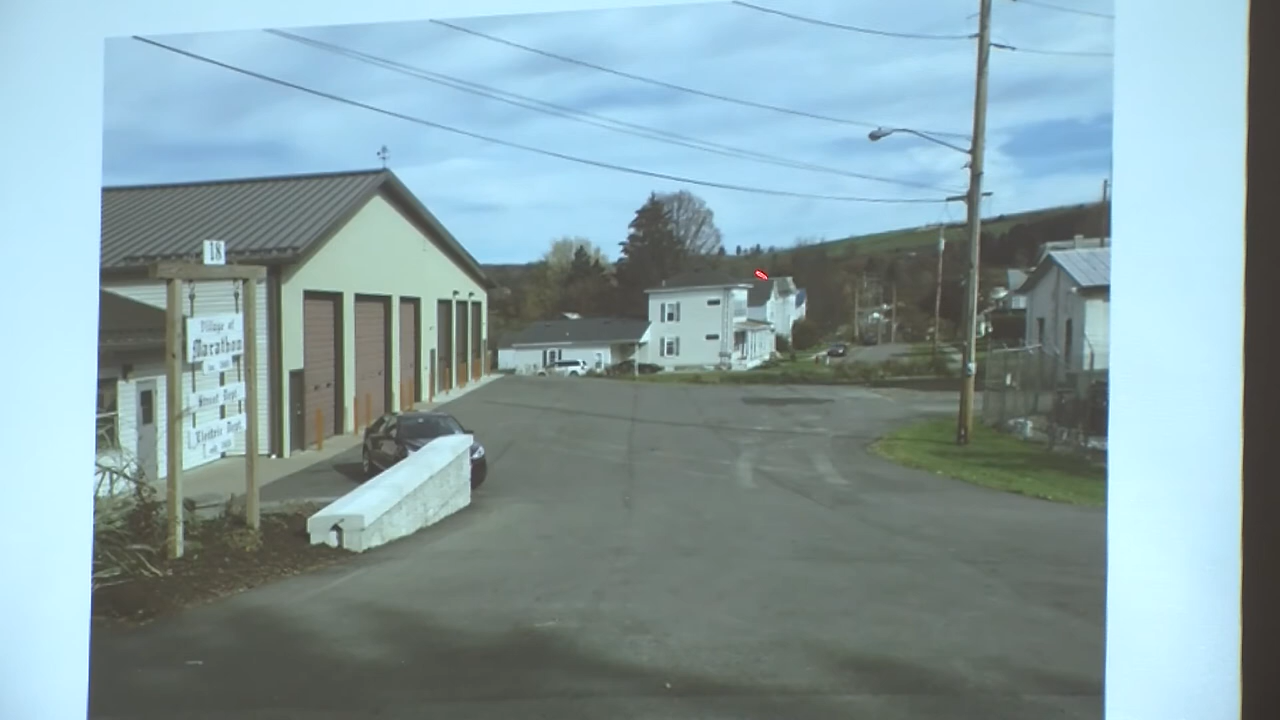 18
Village of
Marathon
Street Dept
Electric Dept